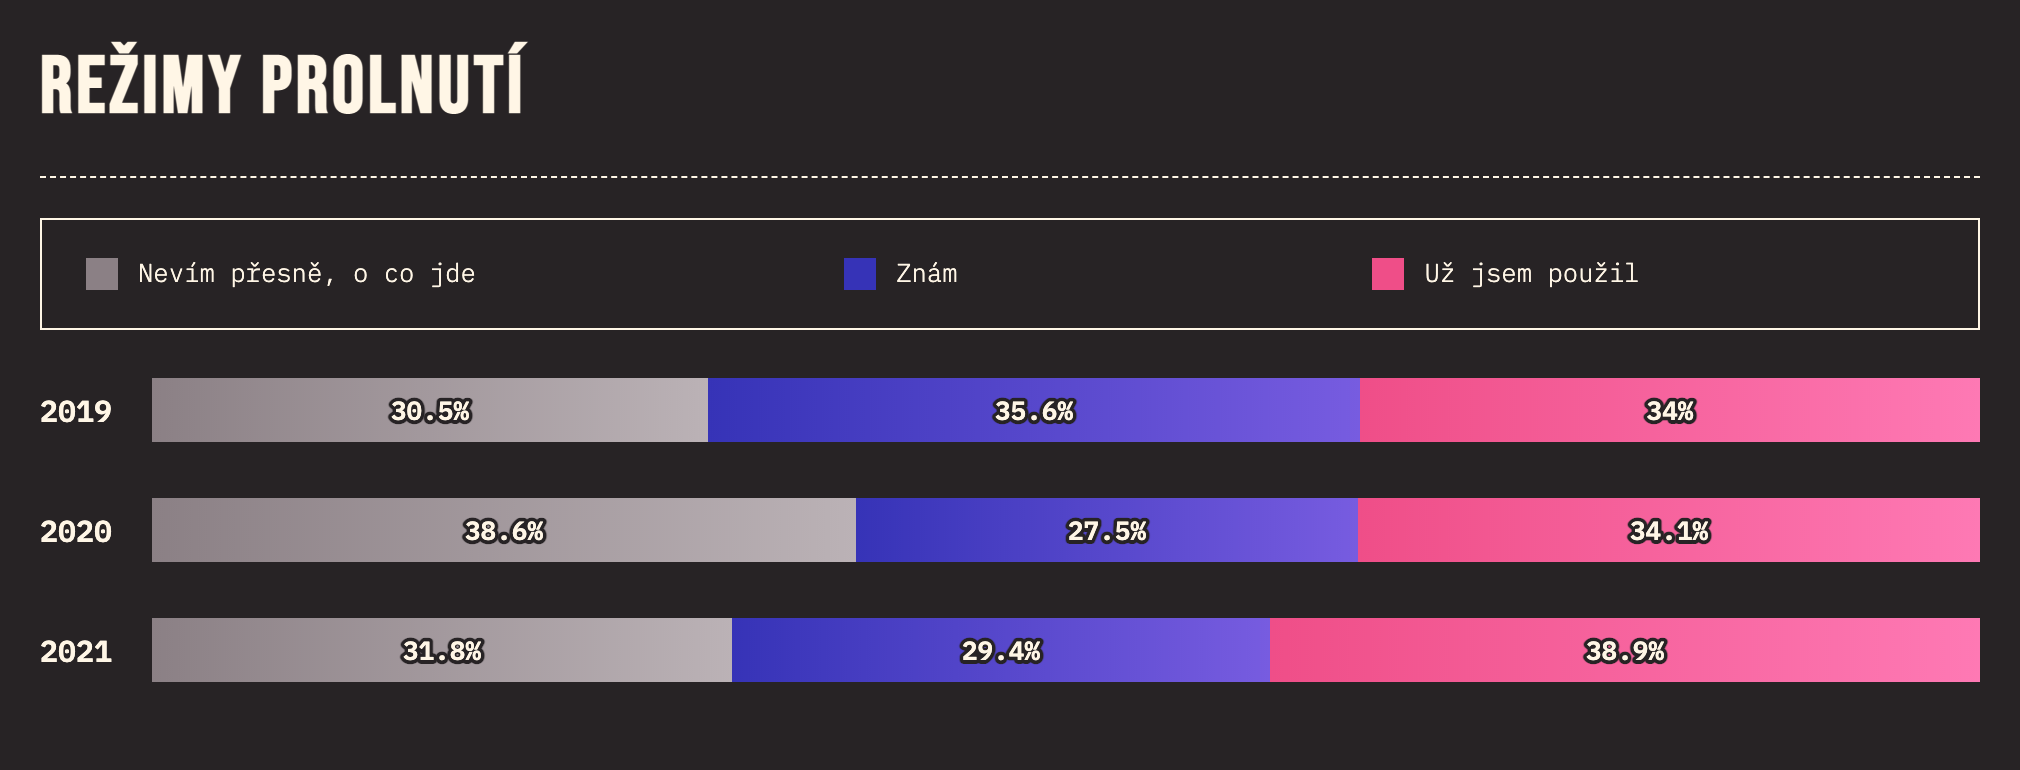 REŽIMY PROLNUTÍ
Nevím přesně, o co jde Znám Už jsem použil
2019 30.5% 35.6% 34%
2020 38.6% 27.5% 34.1%
2021 31.8% 29.4% 38.9%